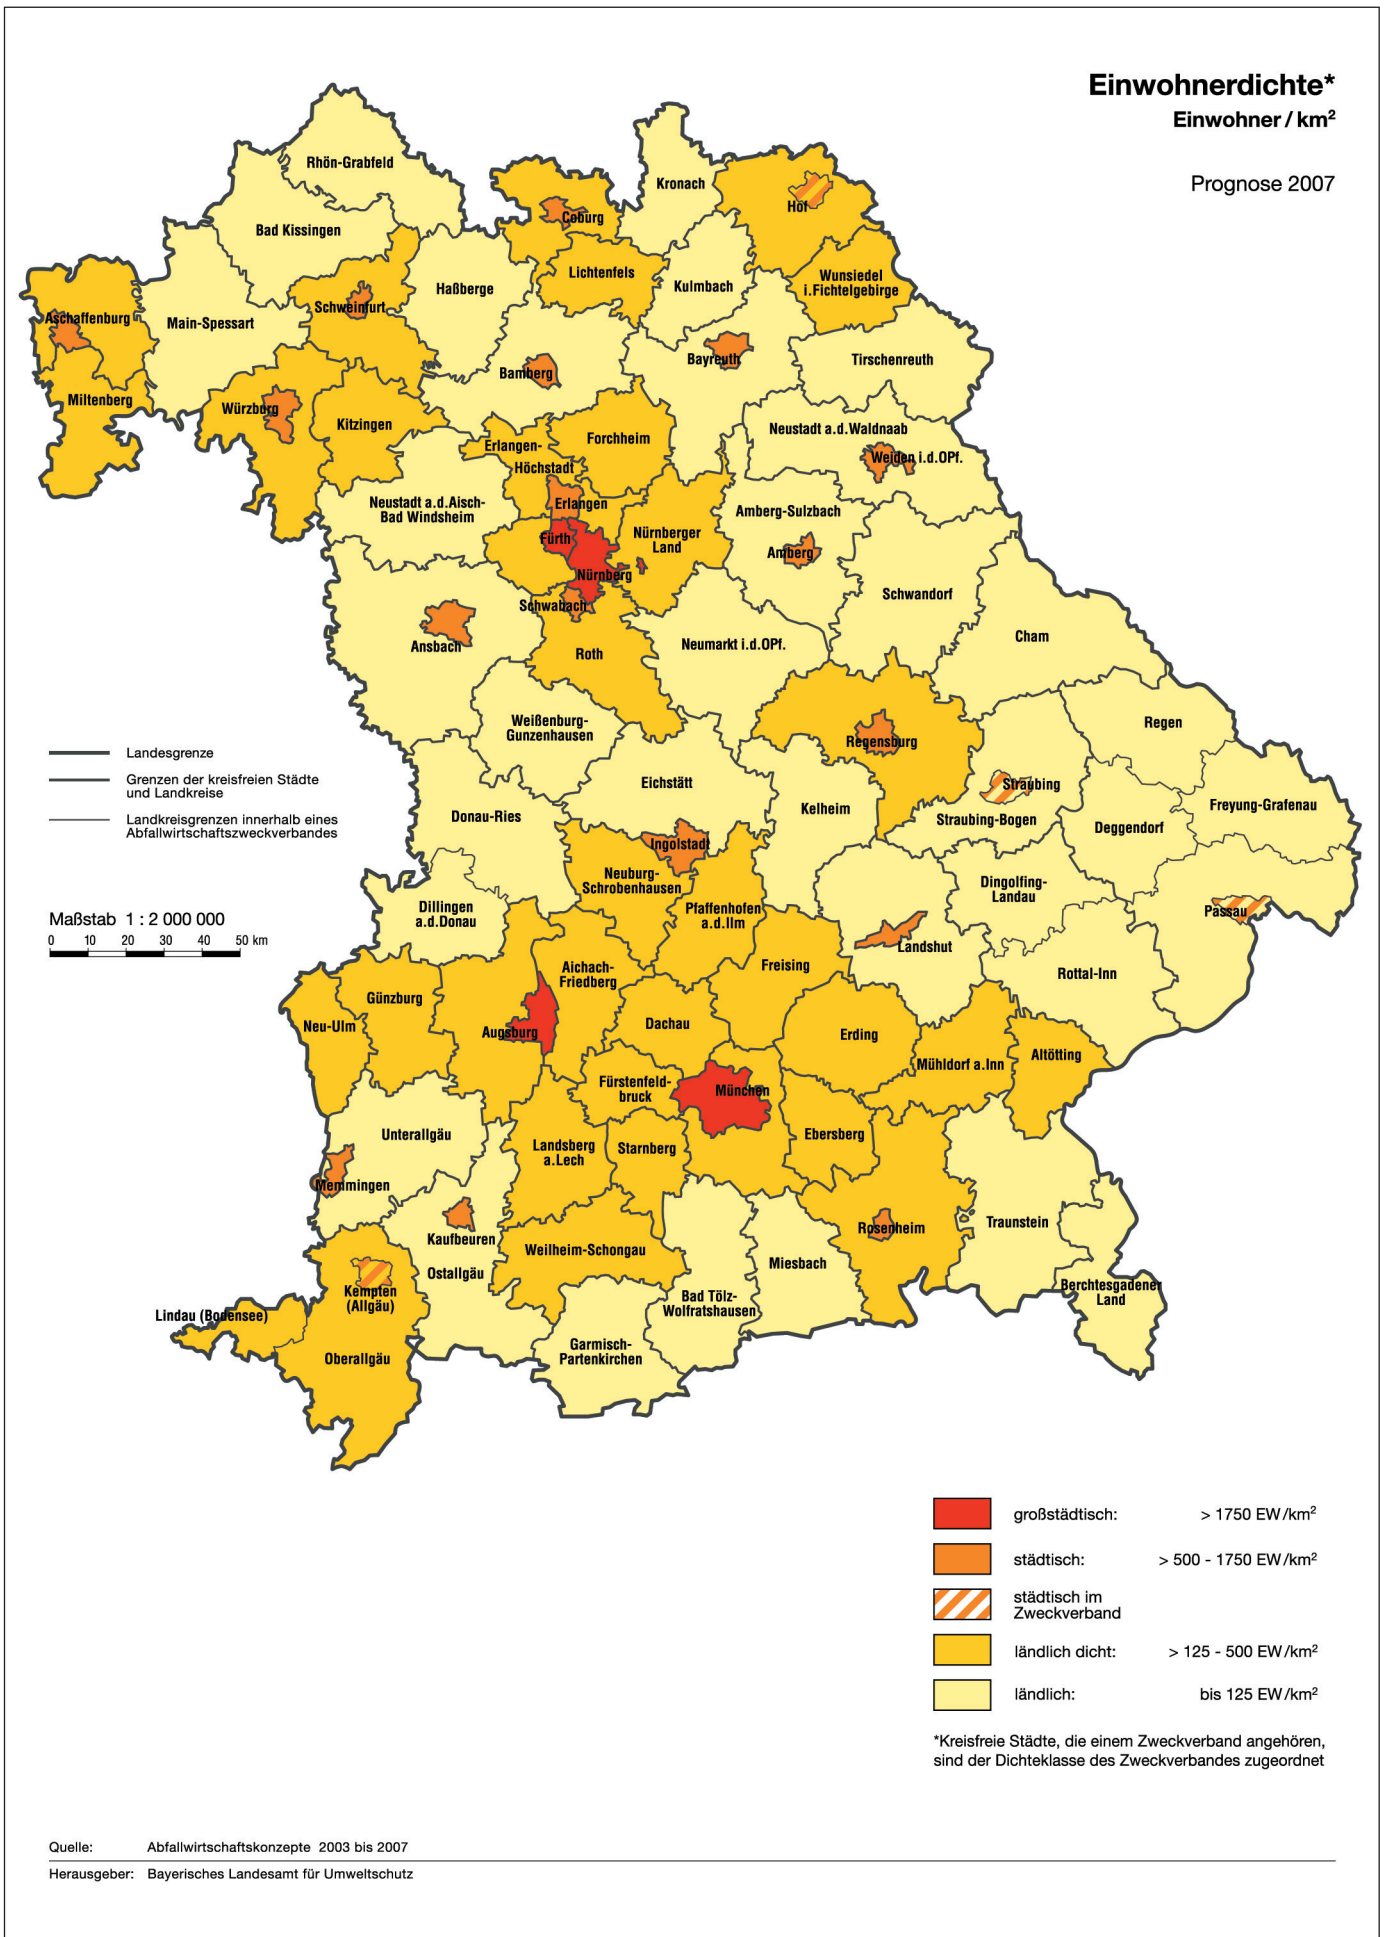 Einwohnerdichte*
Einwohner / km²
Prognose 2007
Rhön-Grabfeld
Kronach
Hof
Coburg
Bad Kissingen
Lichtenfels
Wunsiedel
i.Fichtelgebirge
Haßberge
Kulmbach
Schweinfurt
Aschaffenburg
Main-Spessart
Bayreuth
Tirschenreuth
Bamberg
Miltenberg
Würzburg
Kitzingen
Neustadt a.d.Waldnaab
Forchheim
Erlangen-
Höchstadt
Weiden i.d.OPf.
Neustadt a.d.Aisch-
Bad Windsheim
Erlangen
Amberg-Sulzbach
Nürnberger
Land
Fürth
Amberg
Nürnberg
Schwandorf
Schwabach
Cham
Ansbach
Roth
Neumarkt i.d.OPf.
Weißenburg-
Gunzenhausen
Regen
Regensburg
Landesgrenze
Grenzen der kreisfreien Städte
und Landkreise
Landkreisgrenzen innerhalb eines
Abfallwirtschaftszweckverbandes
Eichstätt
Straubing
Kelheim
Freyung-Grafenau
Donau-Ries
Straubing-Bogen
Deggendorf
Ingolstadt
Neuburg-
Schrobenhausen
Dingolfing-
Landau
Dillingen
a.d.Donau
Pfaffenhofen
a.d.Ilm
Passau
Maßstab 1 : 2 000 000
0 10 20 30 40 50 km
Landshut
Aichach-
Friedberg
Freising
Rottal-Inn
Günzburg
Neu-Ulm
Augsburg
Dachau
Erding
Mühldorf a.Inn
Altötting
Fürstenfeld-
bruck
München
Unterallgäu
Landsberg
a.Lech
Starnberg
Ebersberg
Memmingen
Kaufbeuren
Rosenheim
Traunstein
Weilheim-Schongau
Ostallgäu
Miesbach
Kempten
(Allgäu)
Bad Tölz-
Wolfratshausen
Berchtesgadener
Land
Lindau (Bodensee)
Oberallgäu
Garmisch-
Partenkirchen
großstädtisch: > 1750 EW/km²
städtisch: > 500 - 1750 EW/km²
städtisch im
Zweckverband
ländlich dicht: > 125 - 500 EW/km²
ländlich: bis 125 EW/km²
*Kreisfreie Städte, die einem Zweckverband angehören,
sind der Dichteklasse des Zweckverbandes zugeordnet
Quelle: Abfallwirtschaftskonzepte 2003 bis 2007
Herausgeber: Bayerisches Landesamt für Umweltschutz